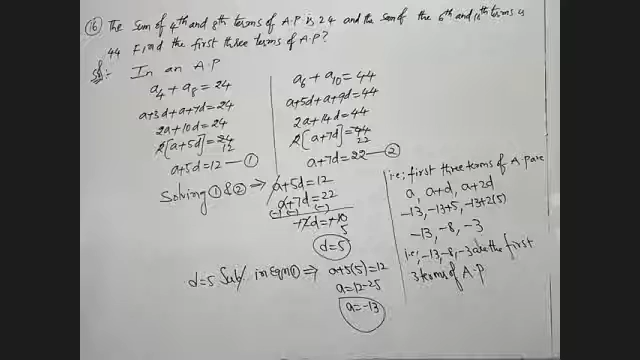 16 The sum of 4th and 8th terms of A.P is 24 and the sum of the 6th and 10th terms is
44 Find the first three terms of A.P?
Sol:- In an A.P
a4 + a8 = 24
a+3d+a+7d = 24
2a+10d = 24
2[a+5d] = 24 12
a+5d = 12 — ①
a6 + a10 = 44
a+5d+a+9d = 44
2a+14d = 44
2[a+7d] = 44 22
a+7d = 22 — ②
Solving ① & ② ⇒ a+5d = 12
a+7d = 22
(-) (-) (-)
+2d = +10 5
d=5
d=5 Sub in Eqn ① ⇒ a+5(5) = 12
a = 12-25
a = -13
i.e; first three terms of A.P are
a, a+d, a+2d
-13, -13+5, -13+2(5)
-13, -8, -3
i.e; -13, -8, -3 are the first
3 terms of A.P